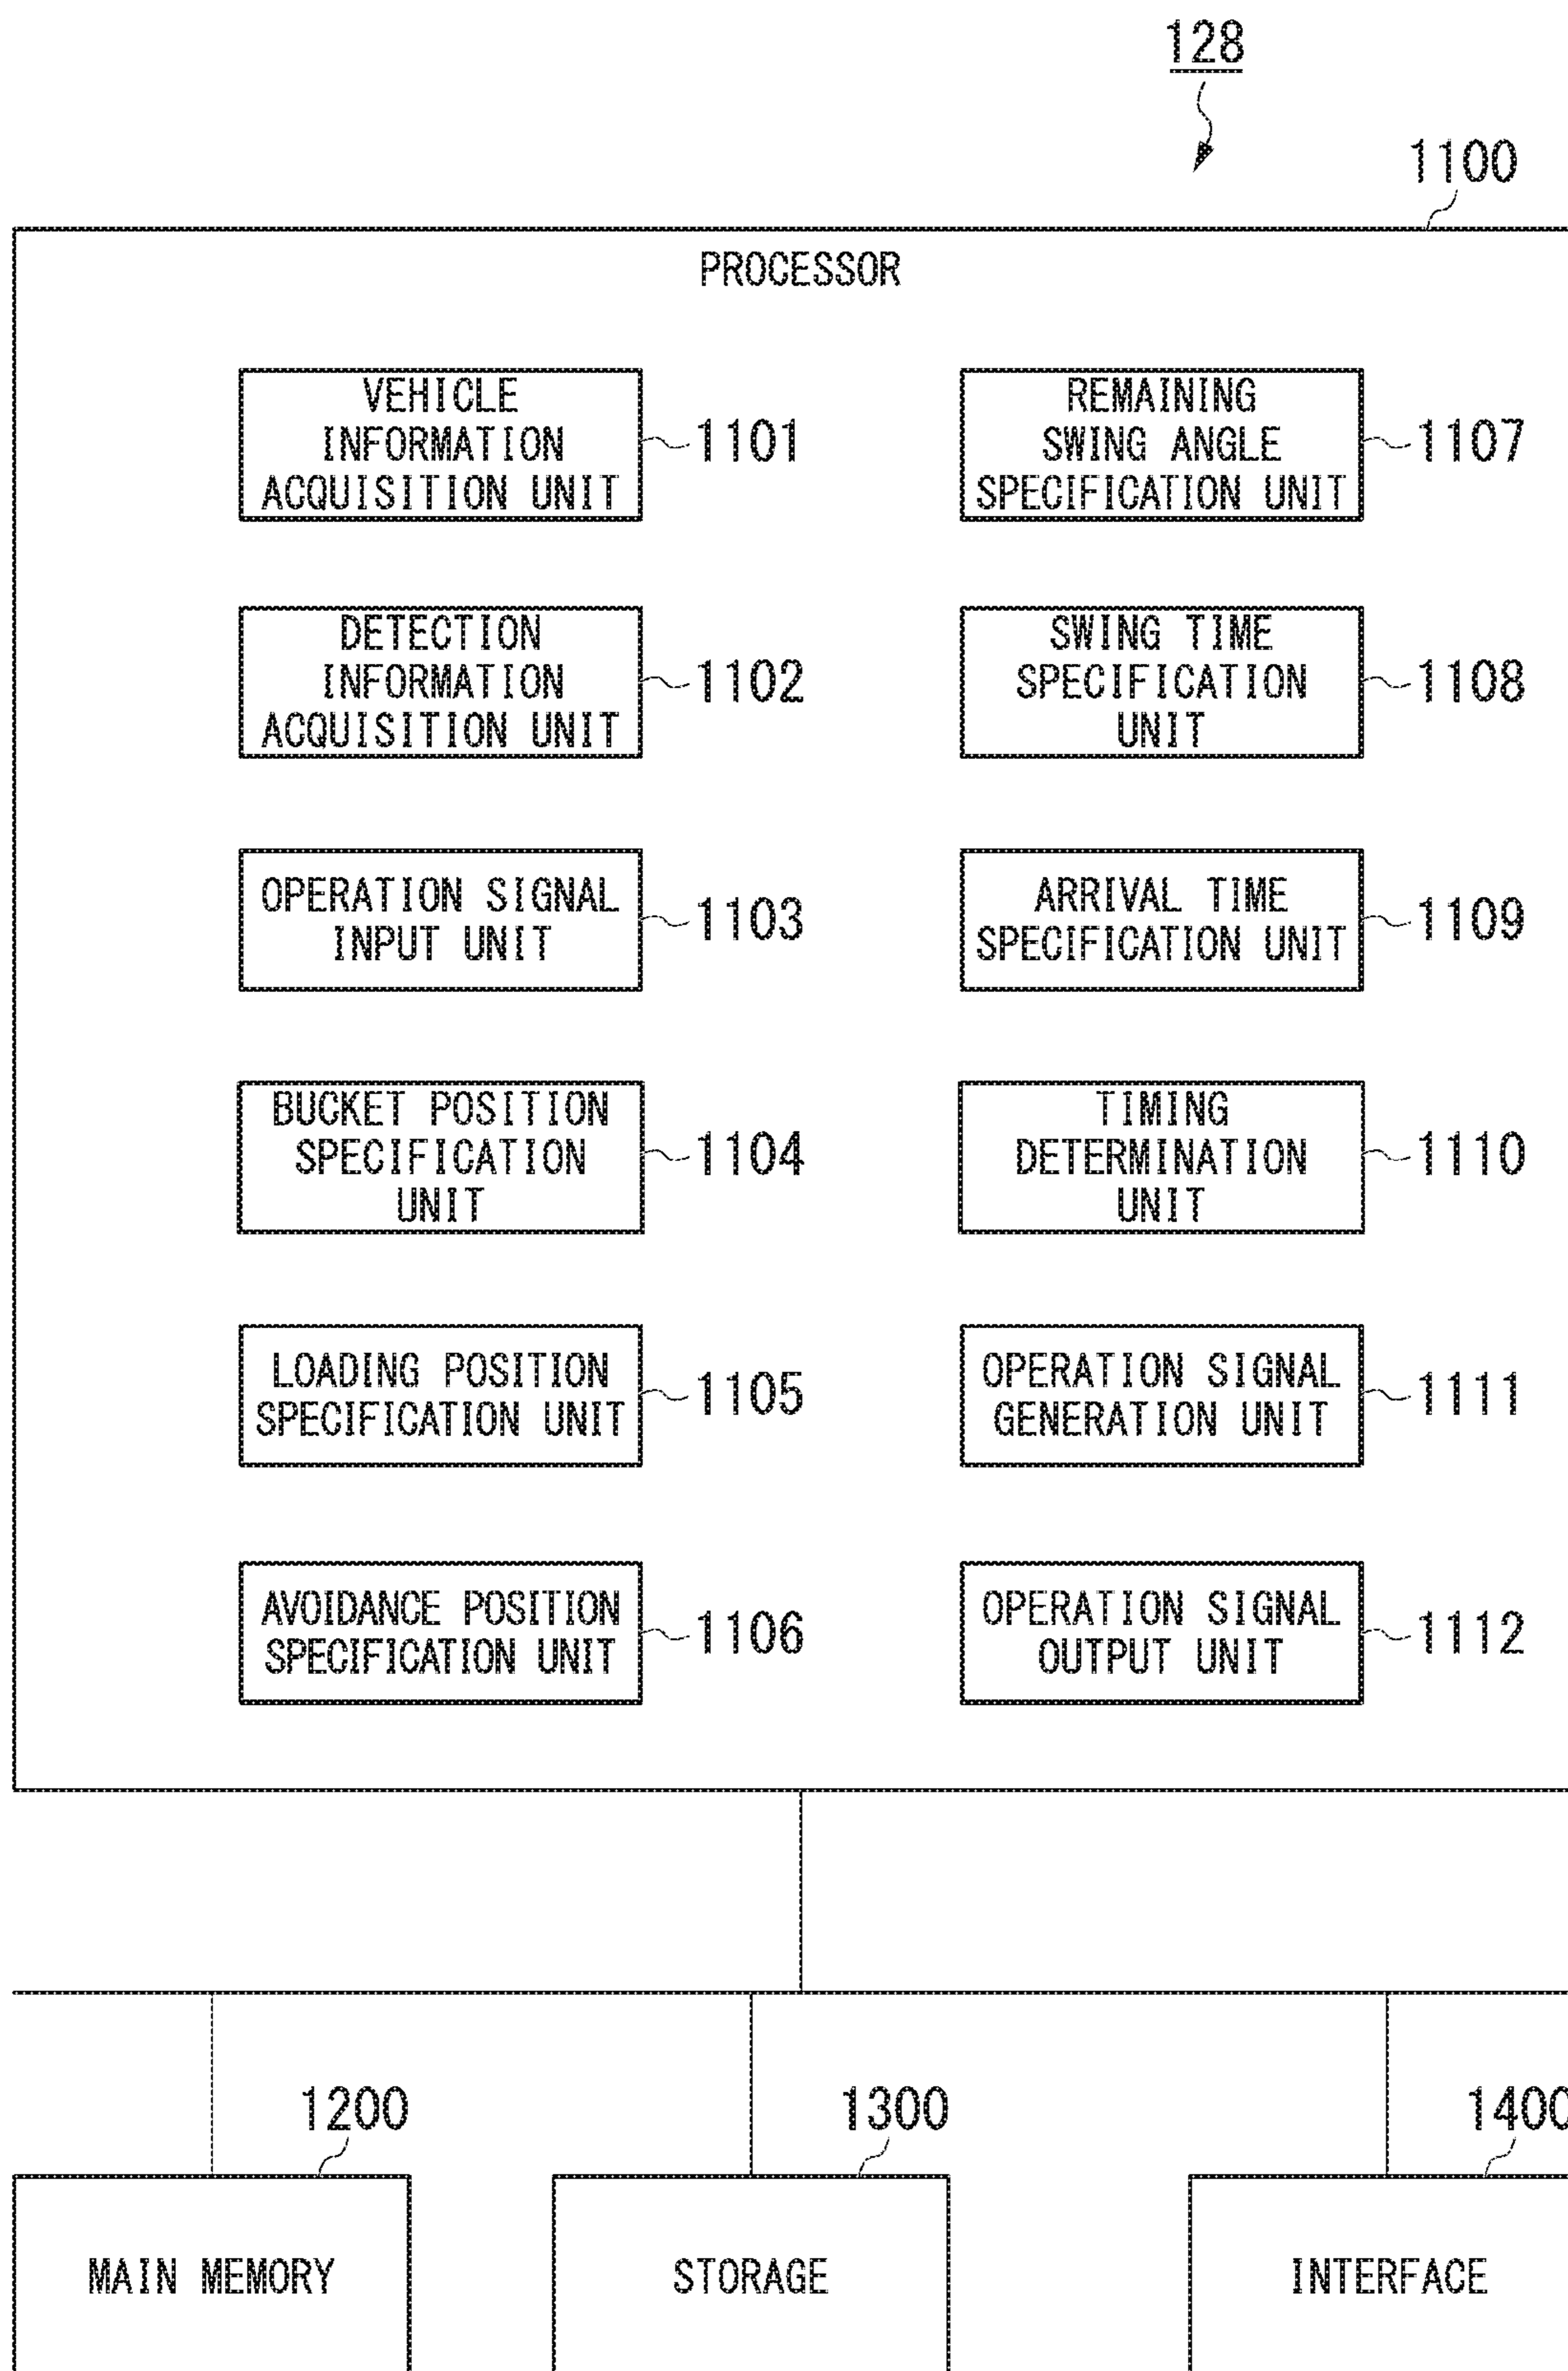 128
1100
PROCESSOR
VEHICLE
INFORMATION
ACQUISITION UNIT
1101
DETECTION
INFORMATION
ACQUISITION UNIT
1102
OPERATION SIGNAL
INPUT UNIT
1103
BUCKET POSITION
SPECIFICATION
UNIT
1104
LOADING POSITION
SPECIFICATION UNIT
1105
AVOIDANCE POSITION
SPECIFICATION UNIT
1106
REMAINING
SWING ANGLE
SPECIFICATION UNIT
1107
SWING TIME
SPECIFICATION
UNIT
1108
ARRIVAL TIME
SPECIFICATION UNIT
1109
TIMING
DETERMINATION
UNIT
1110
OPERATION SIGNAL
GENERATION UNIT
1111
OPERATION SIGNAL
OUTPUT UNIT
1112
1200
MAIN MEMORY
1300
STORAGE
1400
INTERFACE